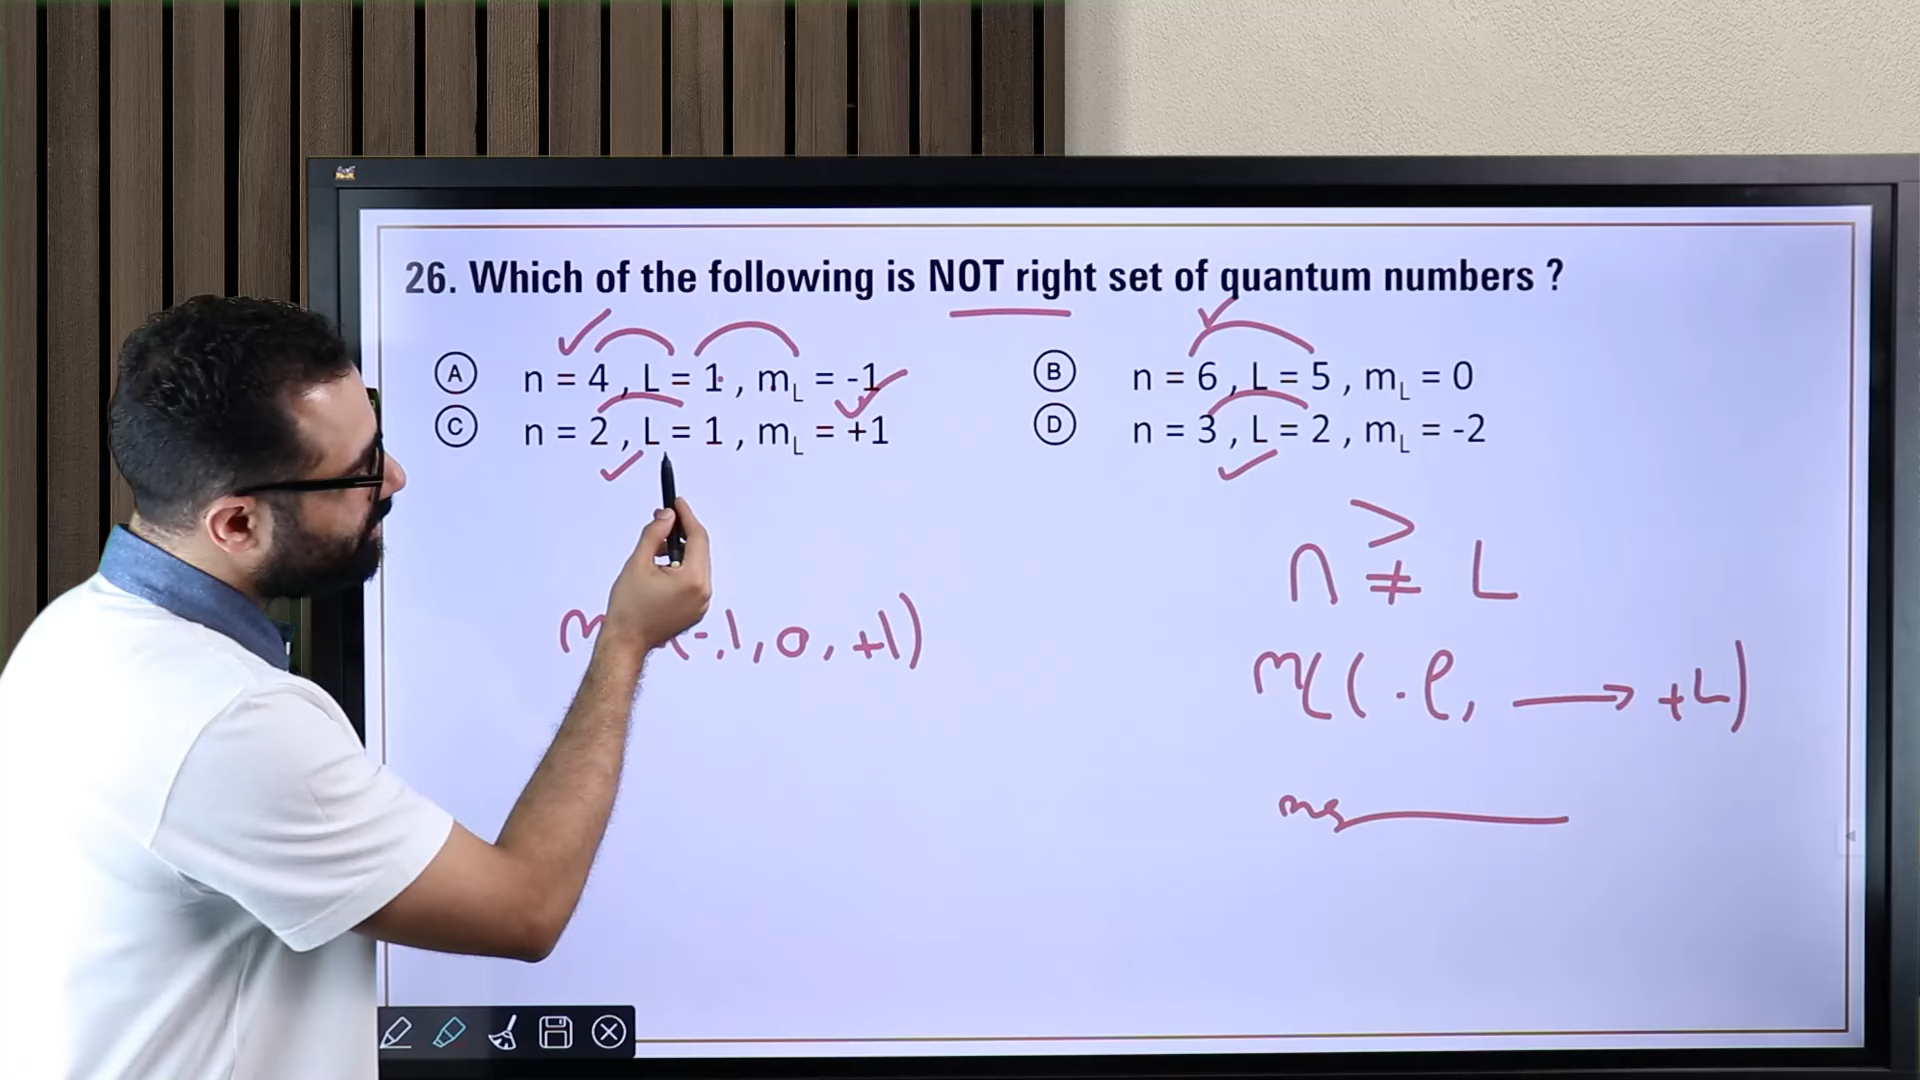 26. Which of the following is NOT right set of quantum numbers ?
A n = 4 , L = 1 , mL = -1
B n = 6 , L = 5 , mL = 0
C n = 2 , L = 1 , mL = +1
D n = 3 , L = 2 , mL = -2
>
n ≠ L
(-1, 0, +1)
mL (-l, → +L)
ms